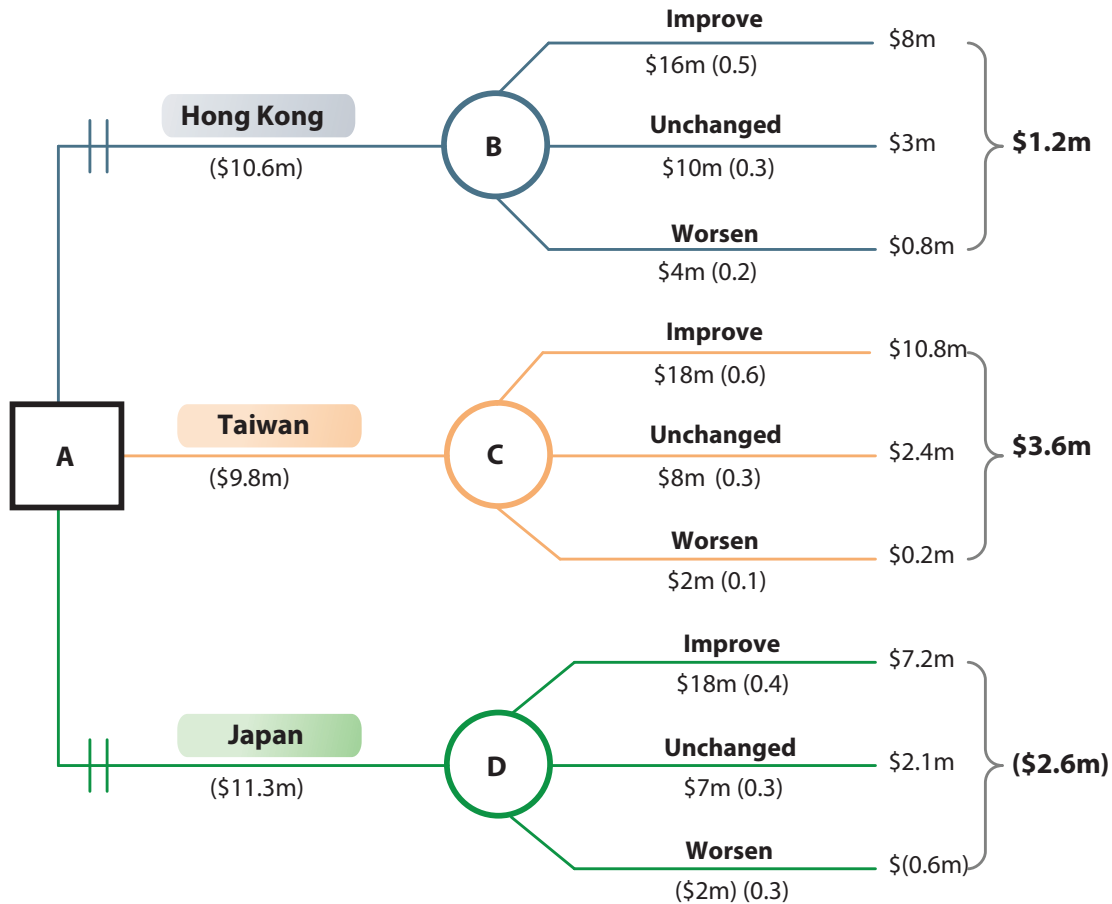 Improve
$8m
$16m (0.5)
Hong Kong
Unchanged
B
$3m
$1.2m
($10.6m)
$10m (0.3)
Worsen
$0.8m
$4m (0.2)
Improve
$10.8m
$18m (0.6)
Taiwan
Unchanged
A
C
$2.4m
$3.6m
($9.8m)
$8m (0.3)
Worsen
$0.2m
$2m (0.1)
Improve
$7.2m
$18m (0.4)
Japan
Unchanged
D
$2.1m
($2.6m)
($11.3m)
$7m (0.3)
Worsen
$(0.6m)
($2m) (0.3)